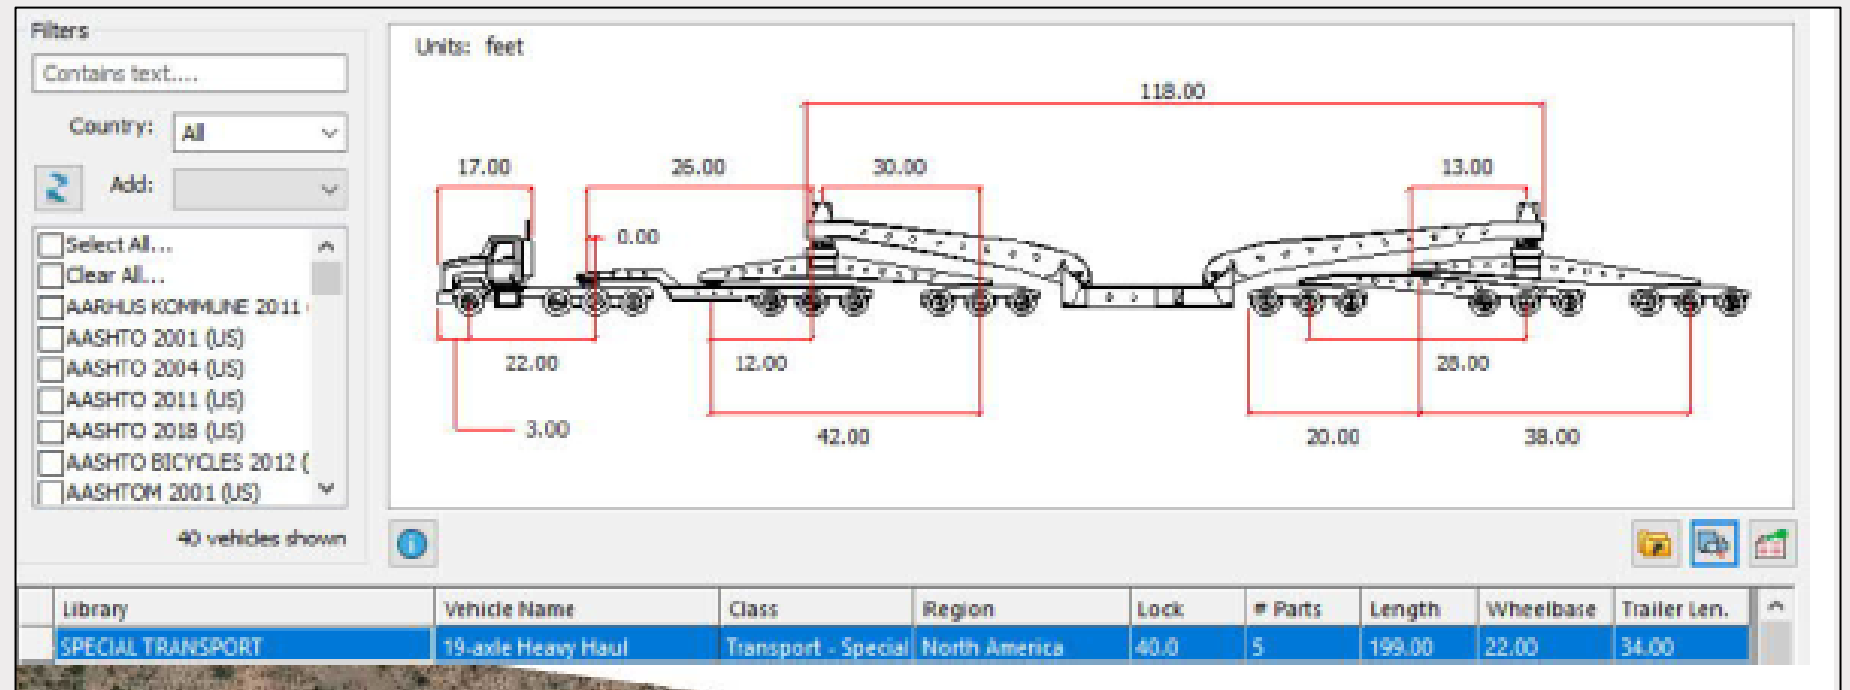 Filters
Contains text....
Country: All
Add:
Select All...
Clear All...
AARHUS KOMMUNE 2011 (
AASHTO 2001 (US)
AASHTO 2004 (US)
AASHTO 2011 (US)
AASHTO 2018 (US)
AASHTO BICYCLES 2012 (
AASHTOM 2001 (US)
40 vehicles shown
Units: feet
118.00
17.00 26.00 30.00 13.00
0.00
22.00 12.00 28.00
3.00 42.00 20.00 38.00
Library Vehicle Name Class Region Lock # Parts Length Wheelbase Trailer Len.
SPECIAL TRANSPORT 19-axle Heavy Haul Transport - Special North America 40.0 5 199.00 22.00 34.00